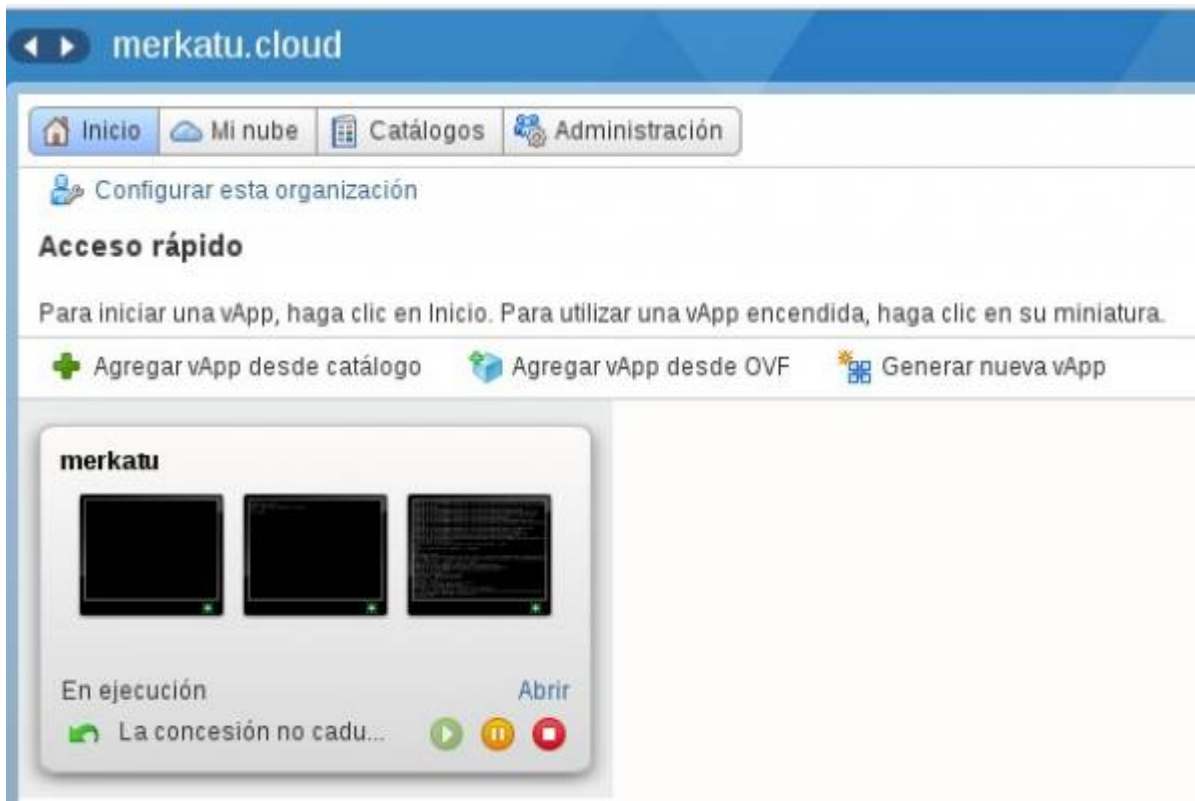 merkatu.cloud
Inicio Mi nube Catálogos Administración
Configurar esta organización
Acceso rápido
Para iniciar una vApp, haga clic en Inicio. Para utilizar una vApp encendida, haga clic en su miniatura.
Agregar vApp desde catálogo Agregar vApp desde OVF Generar nueva vApp
merkatu
En ejecución Abrir
La concesión no cadu...